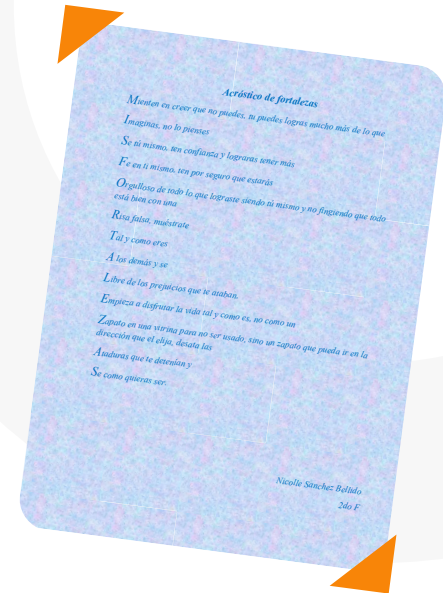 Acróstico de fortalezas
Mienten en creer que no puedes, tu puedes logras mucho más de lo que
Imaginas, no lo pienses
Se tú mismo, ten confianza y lograras tener más
Fe en ti mismo, ten por seguro que estarás
Orgulloso de todo lo que lograste siendo tú mismo y no fingiendo que todo
está bien con una
Risa falsa, muéstrate
Tal y como eres
A los demás y se
Libre de los prejuicios que te ataban.
Empieza a disfrutar la vida tal y como es, no como un
Zapato en una vitrina para no ser usado, sino un zapato que pueda ir en la
dirección que el elija, desata las
Ataduras que te detenían y
Se como quieras ser.
Nicolle Sanchez Bellido
2do F